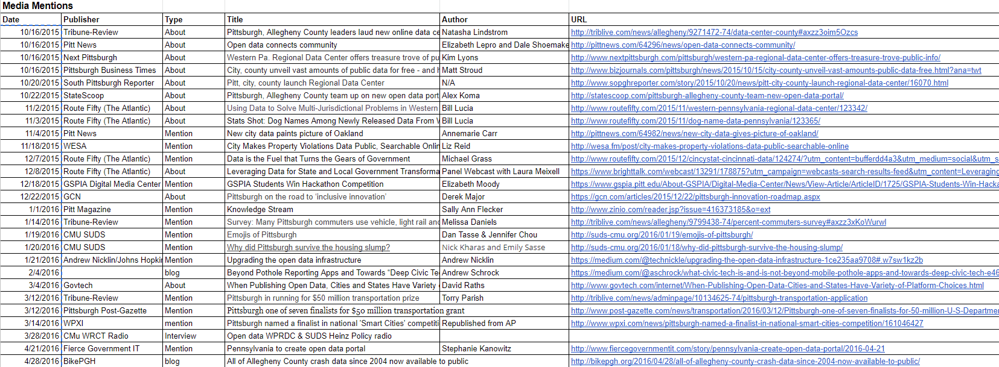 Media Mentions
Date Publisher Type Title Author URL
10/16/2015 Tribune-Review About Pittsburgh, Allegheny County leaders laud new online data ce Natasha Lindstrom http://triblive.com/news/allegheny/9271472-74/data-center-county#axzz3oim5Ozcs
10/16/2015 Pitt News About Open data connects community Elizabeth Lepro and Dale Shoemake http://pittnews.com/64296/news/open-data-connects-community/
10/16/2015 Next Pittsburgh About Western Pa. Regional Data Center offers treasure trove of pu Kim Lyons http://www.nextpittsburgh.com/pittsburgh/western-pa-regional-data-center-offers-treasure-trove-public-info/
10/16/2015 Pittsburgh Business Times About City, county unveil vast amounts of public data for free - and h Matt Stroud http://www.bizjournals.com/pittsburgh/news/2015/10/15/city-county-unveil-vast-amounts-public-data-free.html?ana=twt
10/20/2015 South Pittsburgh Reporter About Pitt, city, county launch Regional Data Center N/A http://www.sopghreporter.com/story/2015/10/20/news/pitt-city-county-launch-regional-data-center/16070.html
10/22/2015 StateScoop About Pittsburgh, Allegheny County team up on new open data port Alex Koma http://statescoop.com/pittsburgh-allegheny-county-team-new-open-data-portal/
11/2/2015 Route Fifty (The Atlantic) About Using Data to Solve Multi-Jurisdictional Problems in Western Bill Lucia http://www.routefifty.com/2015/11/western-pennsylvania-regional-data-center/123342/
11/3/2015 Route Fifty (The Atlantic) About Stats Shot: Dog Names Among Newly Released Data From W Bill Lucia http://www.routefifty.com/2015/11/dog-name-data-pennsylvania/123365/
11/4/2015 Pitt News Mention New city data paints picture of Oakland Annemarie Carr http://pittnews.com/64982/news/new-city-data-gives-picture-of-oakland/
11/18/2015 WESA Mention City Makes Property Violations Data Public, Searchable Onlin Liz Reid http://wesa.fm/post/city-makes-property-violations-data-public-searchable-online
12/7/2015 Route Fifty (The Atlantic) Mention Data is the Fuel that Turns the Gears of Government Michael Grass http://www.routefifty.com/2015/12/cincystat-cincinnati-data/124274/?utm_content=bufferdd4a3&utm_medium=social&utm_s
12/8/2015 Route Fifty (The Atlantic) About Leveraging Data for State and Local Government Transforma Panel Webcast with Laura Meixell https://www.brighttalk.com/webcast/13291/178875?utm_campaign=webcasts-search-results-feed&utm_content=Leveraging
12/18/2015 GSPIA Digital Media Center Mention GSPIA Students Win Hackathon Competition Elizabeth Moody https://www.gspia.pitt.edu/About-GSPIA/Digital-Media-Center/News/View-Article/ArticleID/1725/GSPIA-Students-Win-Hacka
12/22/2015 GCN About Pittsburgh on the road to ‘inclusive innovation’ Derek Major https://gcn.com/articles/2015/12/22/pittsburgh-innovation-roadmap.aspx
1/1/2016 Pitt Magazine Mention Knowledge Stream Sally Ann Flecker http://www.zinio.com/reader.jsp?issue=416373185&o=ext
1/14/2016 Tribune-Review Mention Survey: Many Pittsburgh commuters use vehicle, light rail and Melissa Daniels http://triblive.com/news/allegheny/9799438-74/percent-commuters-survey#axzz3xKoWurwl
1/19/2016 CMU SUDS Mention Emojis of Pittsburgh Dan Tasse & Jennifer Chou http://suds-cmu.org/2016/01/19/emojis-of-pittsburgh/
1/20/2016 CMU SUDS Mention Why did Pittsburgh survive the housing slump? Nick Kharas and Emily Sasse http://suds-cmu.org/2016/01/18/why-did-pittsburgh-survive-the-housing-slump/
1/21/2016 Andrew Nicklin/Johns Hopkin Mention Upgrading the open data infrastructure Andrew Nicklin https://medium.com/@technickle/upgrading-the-open-data-infrastructure-1ce235aa9708#.w7sw1kz2b
2/4/2016 blog Beyond Pothole Reporting Apps and Towards “Deep Civic Te Andrew Schrock https://medium.com/@aschrock/what-civic-tech-is-and-is-not-beyond-mobile-pothole-apps-and-towards-deep-civic-tech-e46
3/4/2016 Govtech About When Publishing Open Data, Cities and States Have Variety David Raths http://www.govtech.com/internet/When-Publishing-Open-Data-Cities-and-States-Have-Variety-of-Platform-Choices.html
3/12/2016 Tribune-Review Mention Pittsburgh in running for $50 million transportation prize Torry Parish http://triblive.com/news/adminpage/10134625-74/pittsburgh-transportation-application
3/12/2016 Pittsburgh Post-Gazette Mention Pittsburgh one of seven finalists for $50 million transportation grant http://www.post-gazette.com/news/transportation/2016/03/12/Pittsburgh-one-of-seven-finalists-for-50-million-U-S-Departme
3/14/2016 WPXI mention Pittsburgh named a finalist in national 'Smart Cities' competiti Republished from AP http://www.wpxi.com/news/pittsburgh-named-a-finalist-in-national-smart-cities-competition/161046427
3/28/2016 CMu WRCT Radio Interview Open data WPRDC & SUDS Heinz Policy radio
4/21/2016 Fierce Government IT Mention Pennsylvania to create open data portal Stephanie Kanowitz http://www.fiercegovernmentit.com/story/pennsylvania-create-open-data-portal/2016-04-21
4/28/2016 BikePGH blog All of Allegheny County crash data since 2004 now available to public http://bikepgh.org/2016/04/28/all-of-allegheny-county-crash-data-since-2004-now-available-to-public/